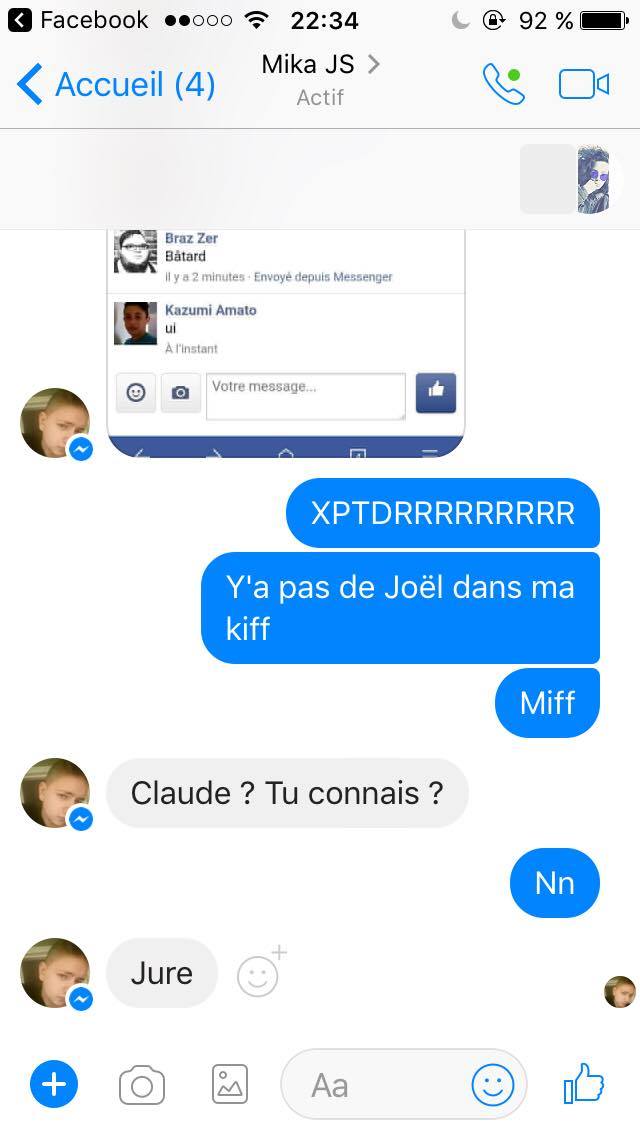 Facebook 22:34 92 %
Accueil (4) Mika JS
Actif
Braz Zer
Bâtard
il y a 2 minutes · Envoyé depuis Messenger
Kazumi Amato
ui
À l'instant
Votre message...
XPTDRRRRRRRRR
Y'a pas de Joël dans ma
kiff
Miff
Claude ? Tu connais ?
Nn
Jure
Aa